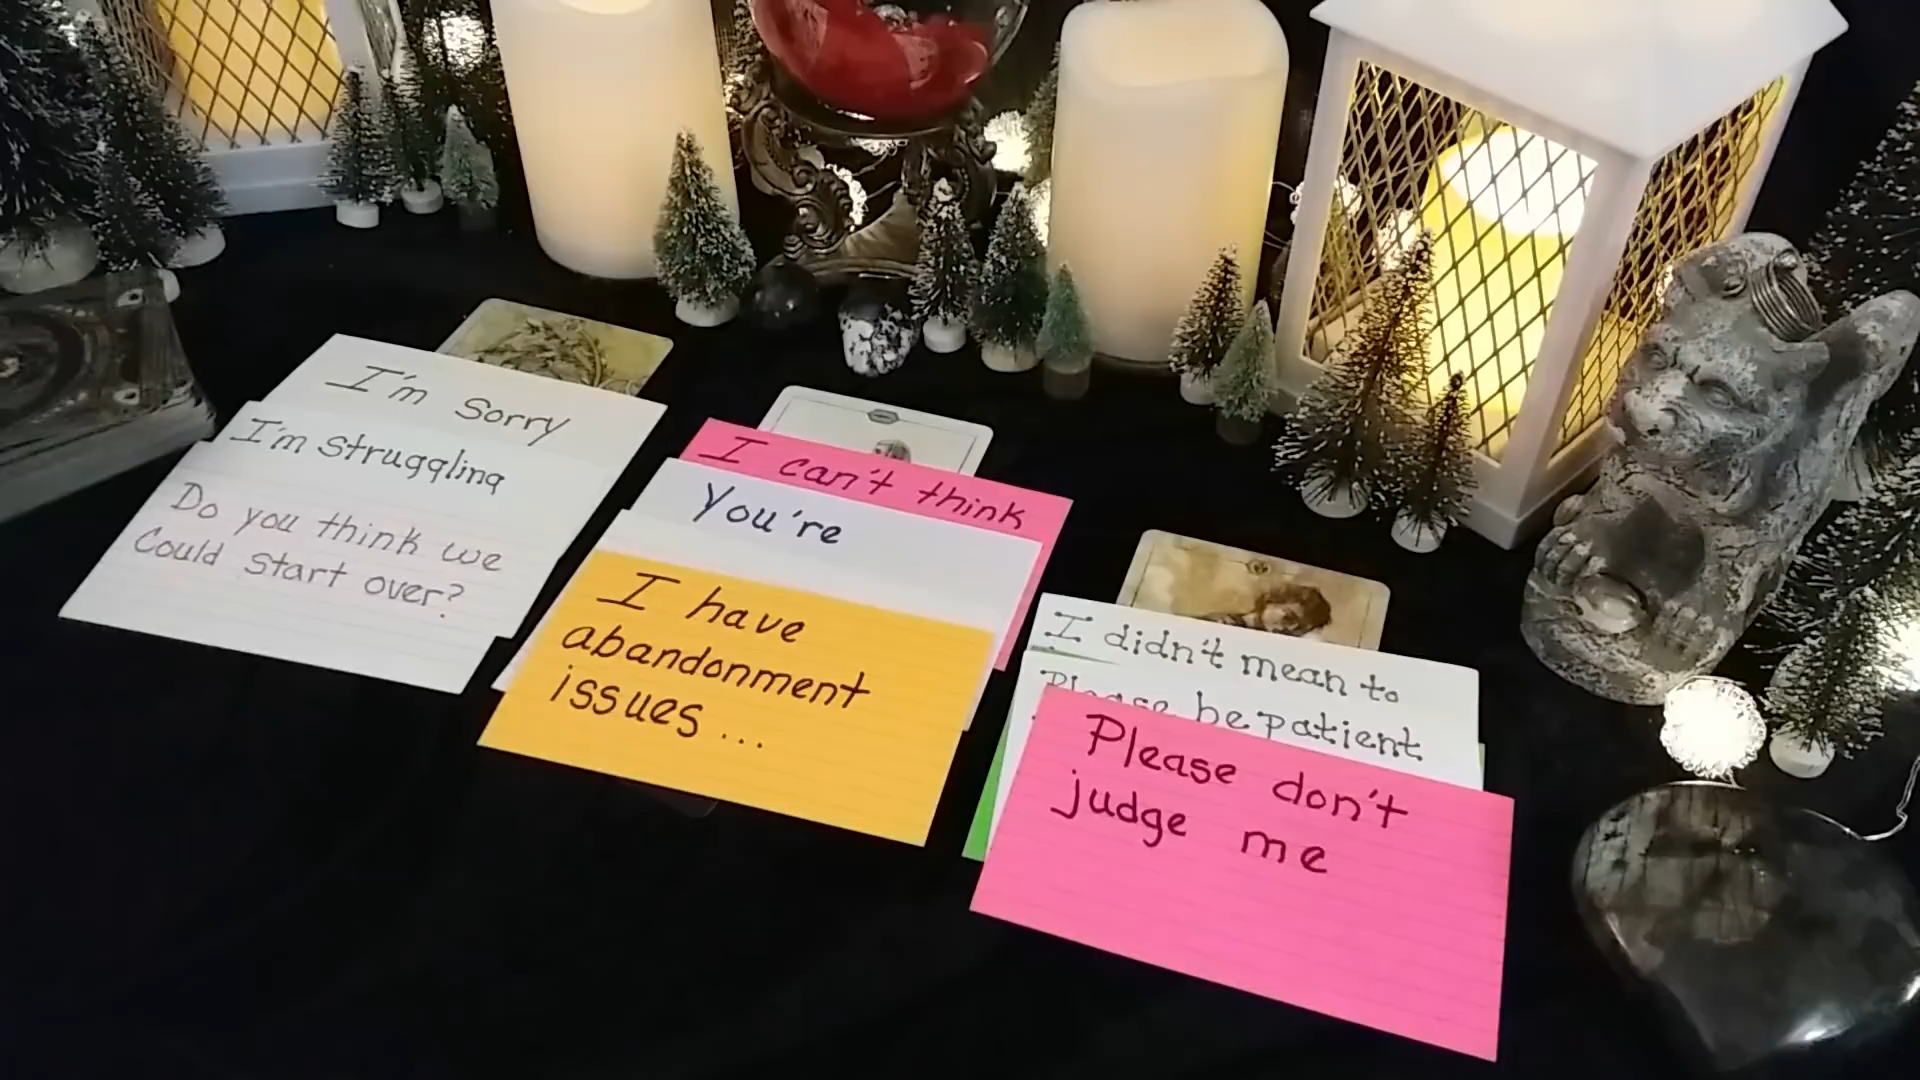 I'm Sorry
I'm Struggling
Do you think we
Could Start over?
I can't think
You're
I have
abandonment
issues...
I didn't mean to
Please be patient
Please don't
judge me